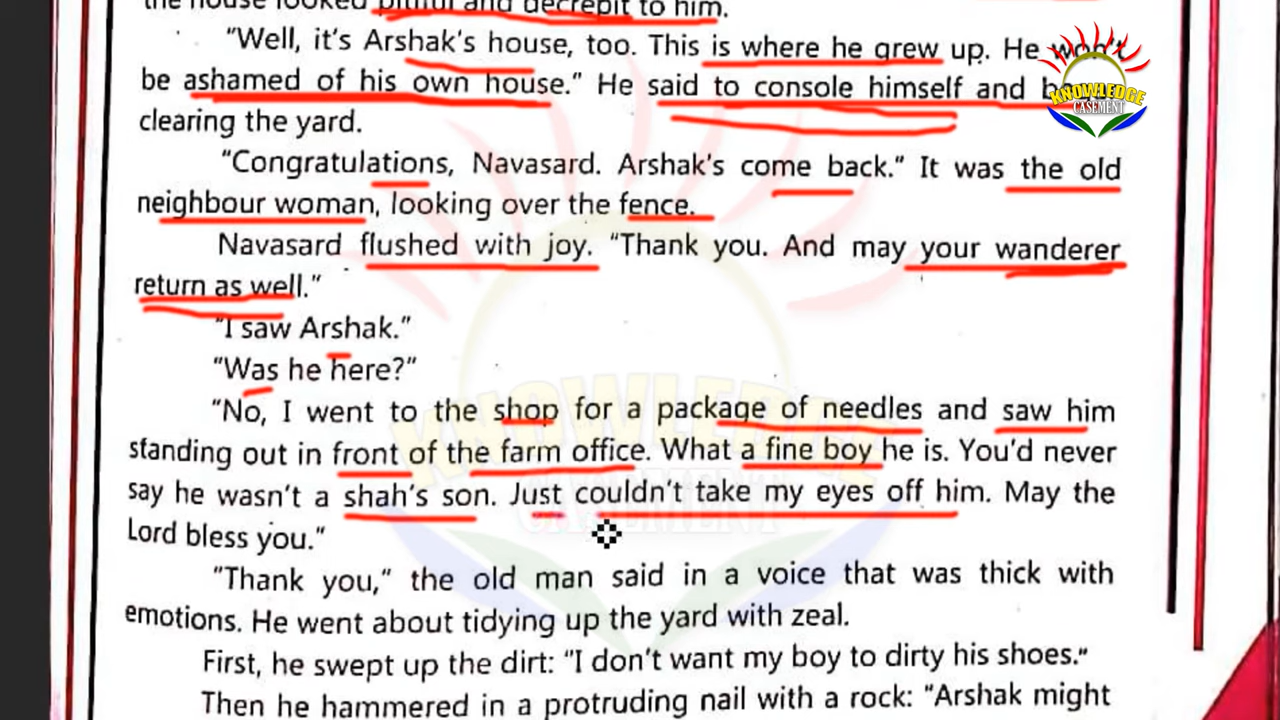 the house looked pitiful and decrepit to him.
"Well, it's Arshak's house, too. This is where he grew up. He won't
be ashamed of his own house." He said to console himself and
clearing the yard.
"Congratulations, Navasard. Arshak's come back." It was the old
neighbour woman, looking over the fence.
Navasard flushed with joy. "Thank you. And may your wanderer
return as well."
"I saw Arshak."
"Was he here?"
"No, I went to the shop for a package of needles and saw him
standing out in front of the farm office. What a fine boy he is. You'd never
say he wasn't a shah's son. Just couldn't take my eyes off him. May the
Lord bless you."
"Thank you," the old man said in a voice that was thick with
emotions. He went about tidying up the yard with zeal.
First, he swept up the dirt: "I don't want my boy to dirty his shoes."
Then he hammered in a protruding nail with a rock: "Arshak might
KNOWLEDGE
CASEMENT
KNOWLEDGE
CASEMENT